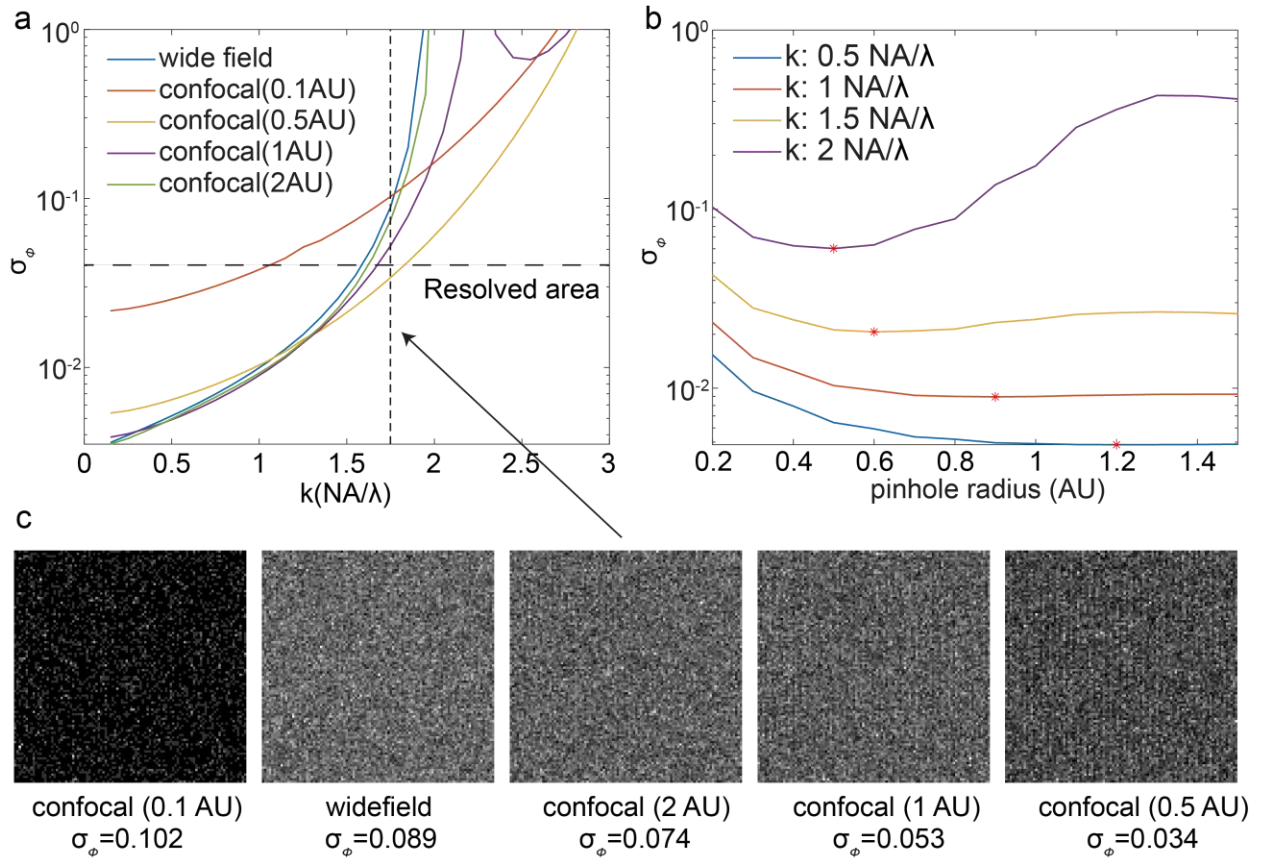 a
10⁰
10⁻¹
10⁻²
σ_Φ
wide field
confocal(0.1AU)
confocal(0.5AU)
confocal(1AU)
confocal(2AU)
Resolved area
0 0.5 1 1.5 2 2.5 3
k(NA/λ)
b
10⁰
10⁻¹
10⁻²
σ_Φ
k: 0.5 NA/λ
k: 1 NA/λ
k: 1.5 NA/λ
k: 2 NA/λ
0.2 0.4 0.6 0.8 1 1.2 1.4
pinhole radius (AU)
c
confocal (0.1 AU)
σ_Φ=0.102
widefield
σ_Φ=0.089
confocal (2 AU)
σ_Φ=0.074
confocal (1 AU)
σ_Φ=0.053
confocal (0.5 AU)
σ_Φ=0.034